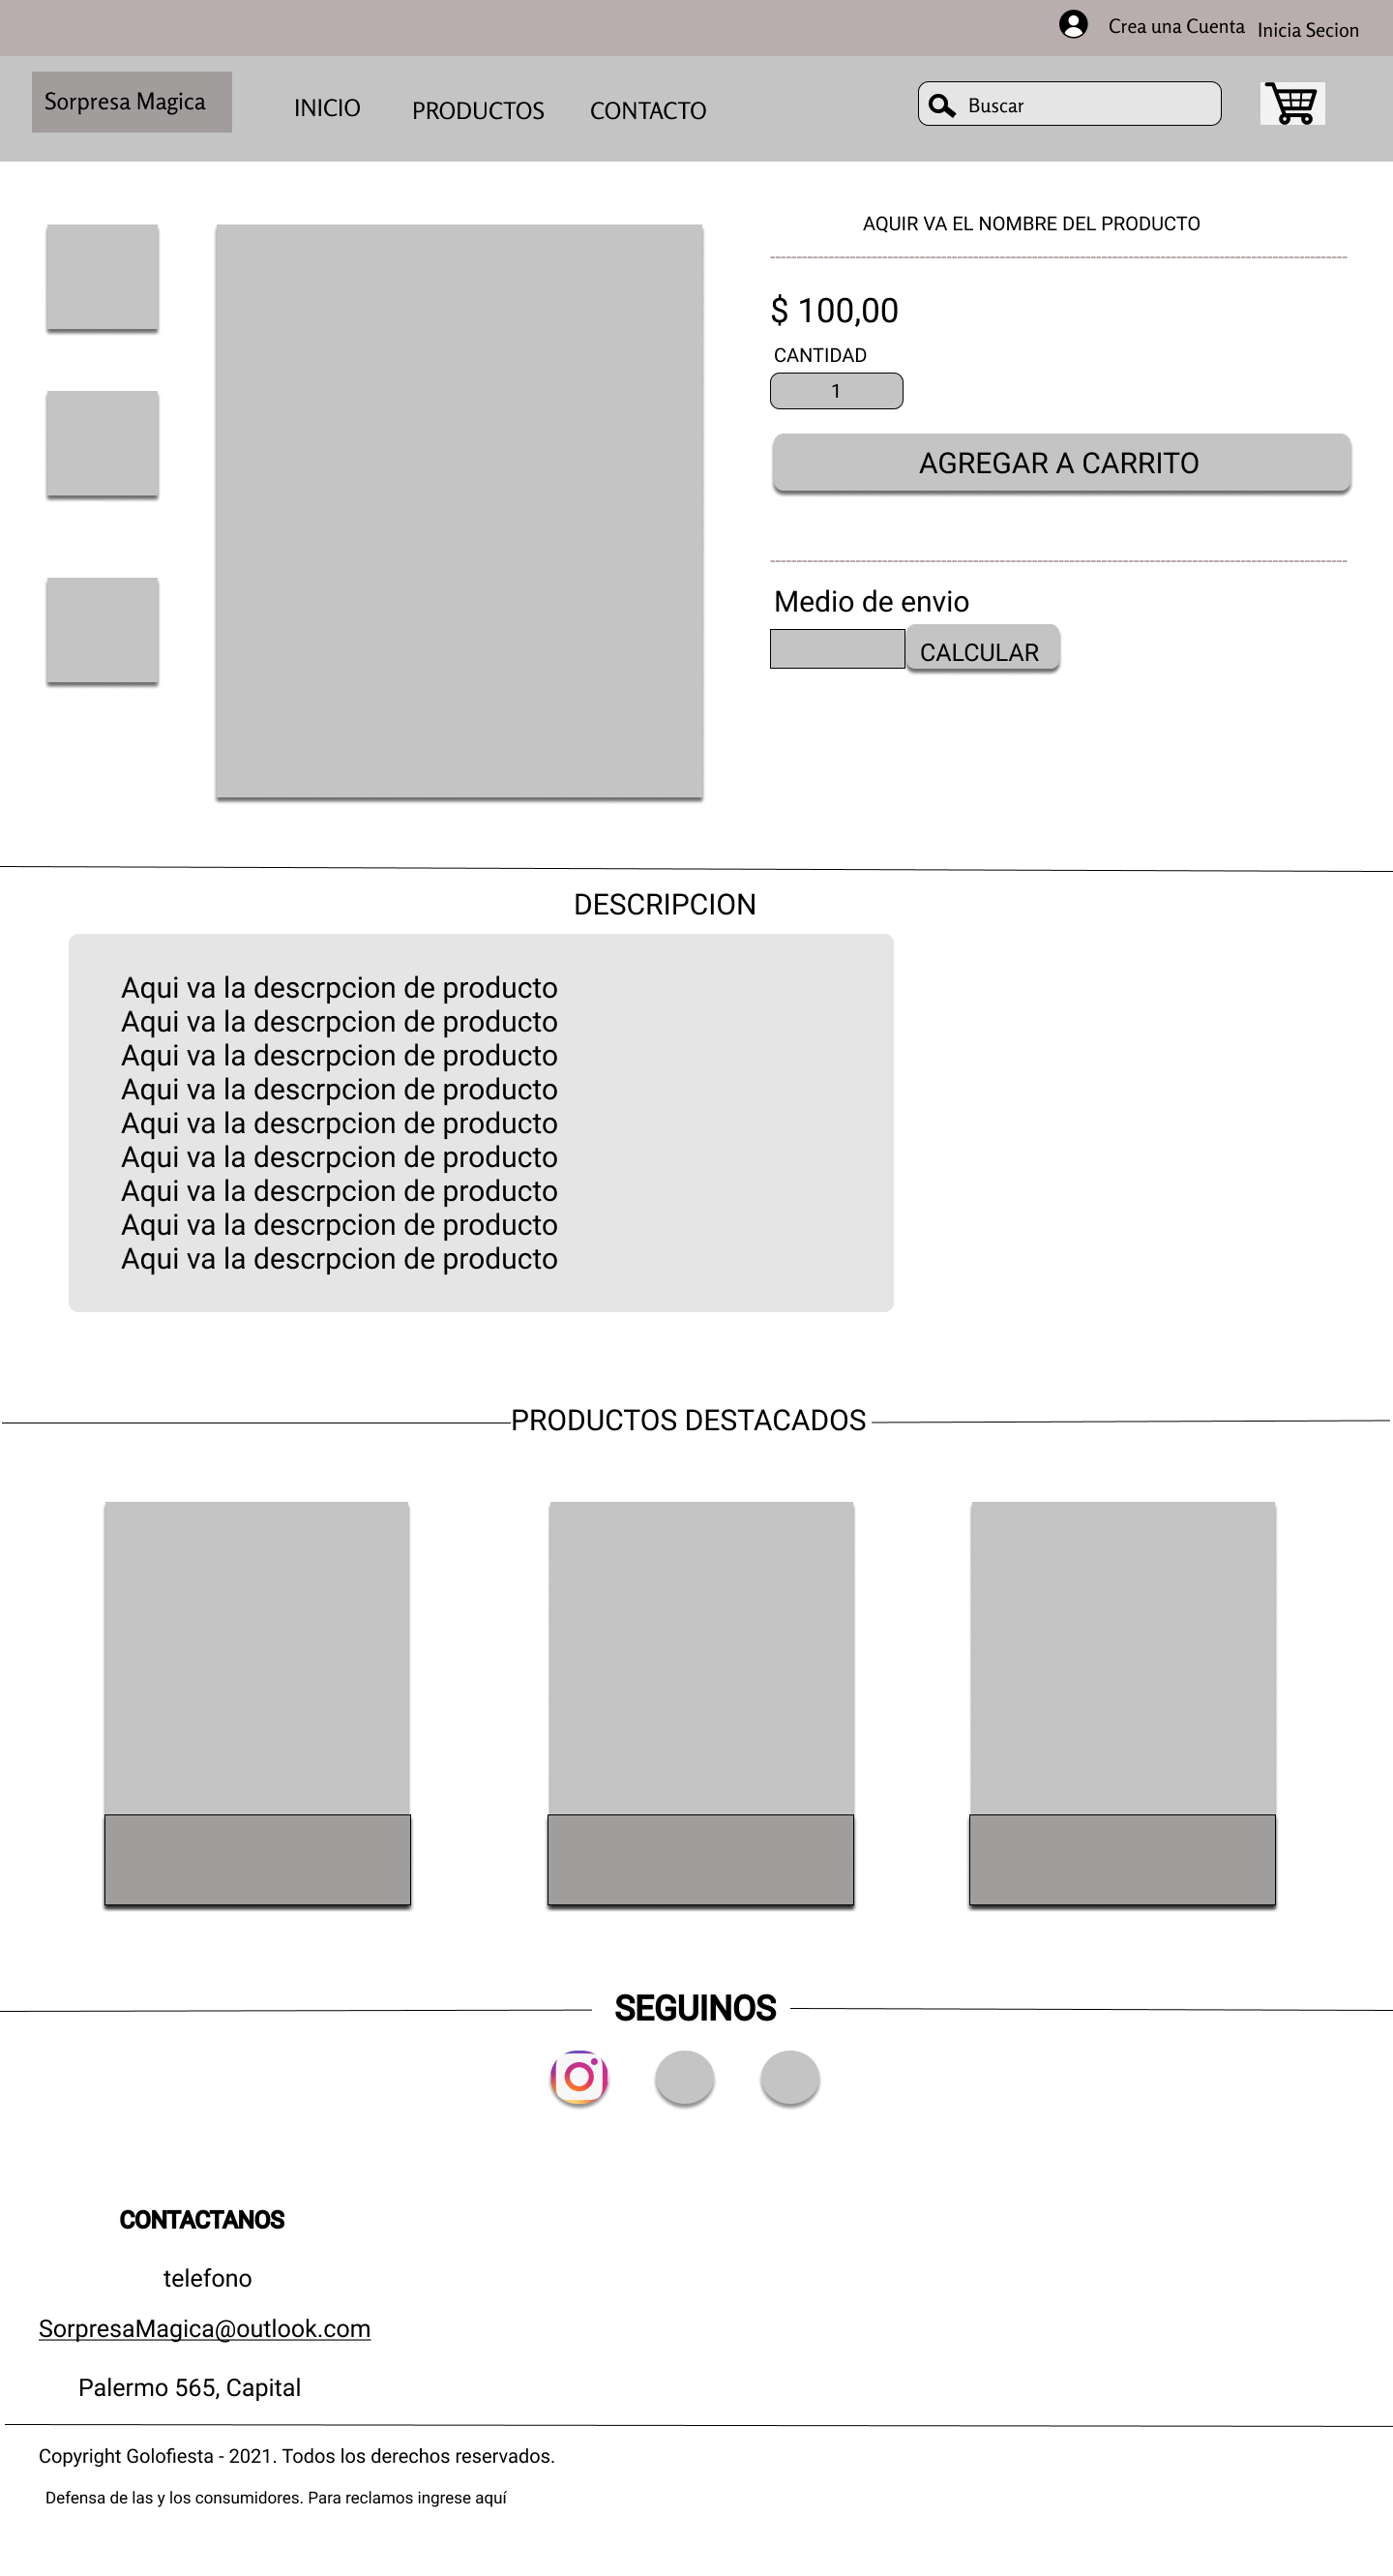 Crea una Cuenta
Inicia Secion
Sorpresa Magica
INICIO
PRODUCTOS
CONTACTO
Buscar
AQUIR VA EL NOMBRE DEL PRODUCTO
$ 100,00
CANTIDAD
1
AGREGAR A CARRITO
Medio de envio
CALCULAR
DESCRIPCION
Aqui va la descrpcion de producto
Aqui va la descrpcion de producto
Aqui va la descrpcion de producto
Aqui va la descrpcion de producto
Aqui va la descrpcion de producto
Aqui va la descrpcion de producto
Aqui va la descrpcion de producto
Aqui va la descrpcion de producto
Aqui va la descrpcion de producto
PRODUCTOS DESTACADOS
SEGUINOS
CONTACTANOS
telefono
SorpresaMagica@outlook.com
Palermo 565, Capital
Copyright Golofiesta - 2021. Todos los derechos reservados.
Defensa de las y los consumidores. Para reclamos ingrese aquí